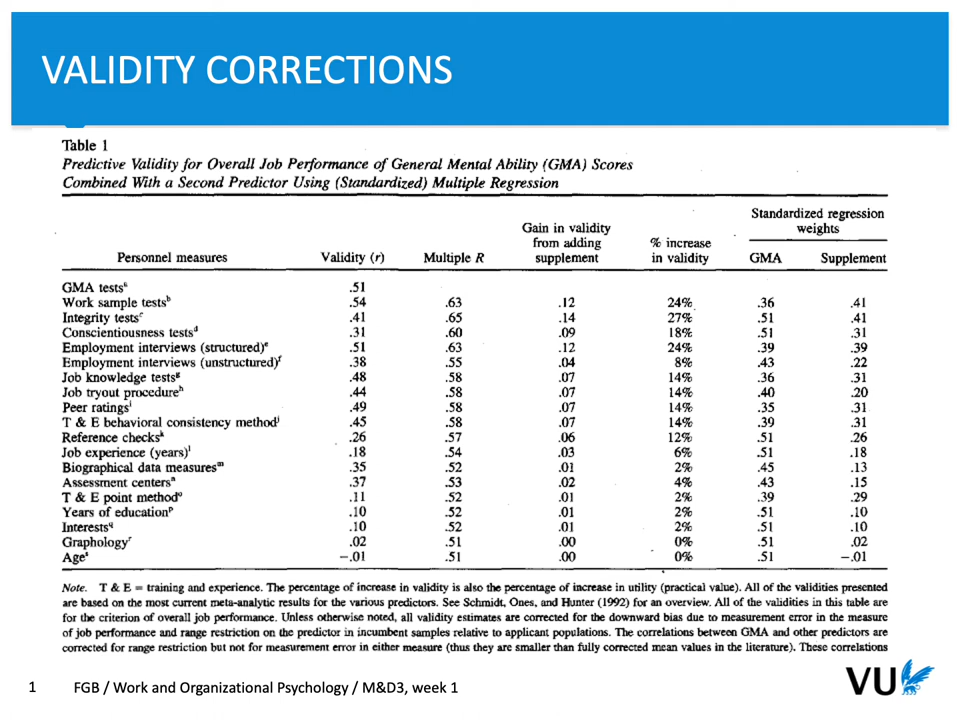 VALIDITY CORRECTIONS
Table 1
Predictive Validity for Overall Job Performance of General Mental Ability (GMA) Scores
Combined With a Second Predictor Using (Standardized) Multiple Regression
Standardized regression
weights
Gain in validity
from adding
supplement
% increase
in validity
Personnel measures Validity (r) Multiple R GMA Supplement
GMA testsᵃ .51
Work sample testsᵇ .54 .63 .12 24% .36 .41
Integrity testsᶜ .41 .65 .14 27% .51 .41
Conscientiousness testsᵈ .31 .60 .09 18% .51 .31
Employment interviews (structured)ᵉ .51 .63 .12 24% .39 .39
Employment interviews (unstructured)ᶠ .38 .55 .04 8% .43 .22
Job knowledge testsᵍ .48 .58 .07 14% .36 .31
Job tryout procedureʰ .44 .58 .07 14% .40 .20
Peer ratingsⁱ .49 .58 .07 14% .35 .31
T & E behavioral consistency methodʲ .45 .58 .07 14% .39 .31
Reference checksᵏ .26 .57 .06 12% .51 .26
Job experience (years)ˡ .18 .54 .03 6% .51 .18
Biographical data measuresᵐ .35 .52 .01 2% .45 .13
Assessment centersⁿ .37 .53 .02 4% .43 .15
T & E point methodᵒ .11 .52 .01 2% .39 .29
Years of educationᵖ .10 .52 .01 2% .51 .10
Interests𐞥 .10 .52 .01 2% .51 .10
Graphologyʳ .02 .51 .00 0% .51 .02
Ageˢ −.01 .51 .00 0% .51 −.01
Note. T & E = training and experience. The percentage of increase in validity is also the percentage of increase in utility (practical value). All of the validities presented
are based on the most current meta-analytic results for the various predictors. See Schmidt, Ones, and Hunter (1992) for an overview. All of the validities in this table are
for the criterion of overall job performance. Unless otherwise noted, all validity estimates are corrected for the downward bias due to measurement error in the measure
of job performance and range restriction on the predictor in incumbent samples relative to applicant populations. The correlations between GMA and other predictors are
corrected for range restriction but not for measurement error in either measure (thus they are smaller than fully corrected mean values in the literature). These correlations
1 FGB / Work and Organizational Psychology / M&D3, week 1
VU